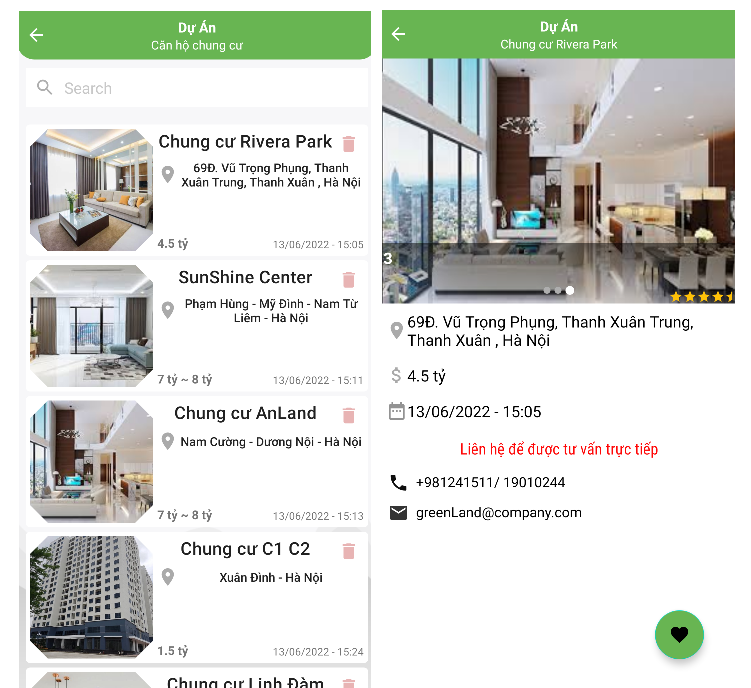 Dự Án
Căn hộ chung cư
Search
Chung cư Rivera Park
69Đ. Vũ Trọng Phụng, Thanh
Xuân Trung, Thanh Xuân , Hà Nội
4.5 tỷ
13/06/2022 - 15:05
SunShine Center
Phạm Hùng - Mỹ Đình - Nam Từ
Liêm - Hà Nội
7 tỷ ~ 8 tỷ
13/06/2022 - 15:11
Chung cư AnLand
Nam Cường - Dương Nội - Hà Nội
7 tỷ ~ 8 tỷ
13/06/2022 - 15:13
Chung cư C1 C2
Xuân Đình - Hà Nội
1.5 tỷ
13/06/2022 - 15:24
Chung cư Linh Đàm
Dự Án
Chung cư Rivera Park
3
69Đ. Vũ Trọng Phụng, Thanh Xuân Trung,
Thanh Xuân , Hà Nội
$ 4.5 tỷ
13/06/2022 - 15:05
Liên hệ để được tư vấn trực tiếp
+981241511/ 19010244
greenLand@company.com